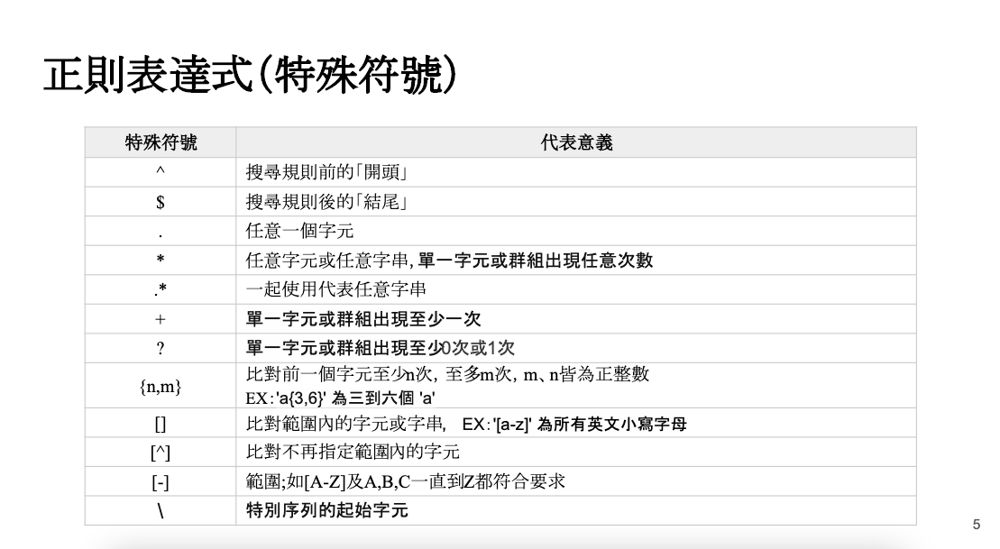 正則表達式(特殊符號)
特殊符號 代表意義
^ 搜尋規則前的「開頭」
$ 搜尋規則後的「結尾」
. 任意一個字元
* 任意字元或任意字串, 單一字元或群組出現任意次數
.* 一起使用代表任意字串
+ 單一字元或群組出現至少一次
? 單一字元或群組出現至少0次或1次
{n,m} 比對前一個字元至少n次, 至多m次, m、n皆為正整數
EX:'a{3,6}' 為三到六個 'a'
[] 比對範圍內的字元或字串, EX:'[a-z]' 為所有英文小寫字母
[^] 比對不再指定範圍內的字元
[-] 範圍;如[A-Z]及A,B,C一直到Z都符合要求
\ 特別序列的起始字元
5